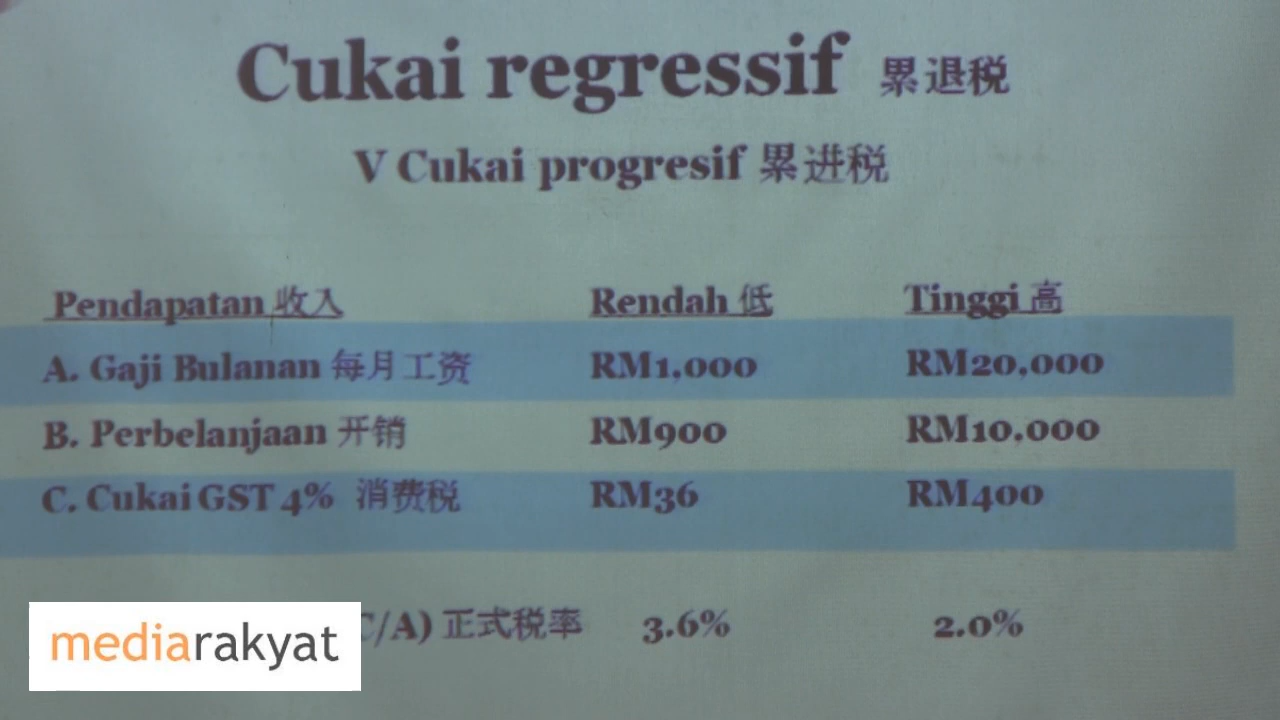 Cukai regressif 累退税
V Cukai progresif 累进税
Pendapatan 收入 Rendah 低 Tinggi 高
A. Gaji Bulanan 每月工资 RM1,000 RM20,000
B. Perbelanjaan 开销 RM900 RM10,000
C. Cukai GST 4% 消费税 RM36 RM400
C/A) 正式税率 3.6% 2.0%
mediarakyat